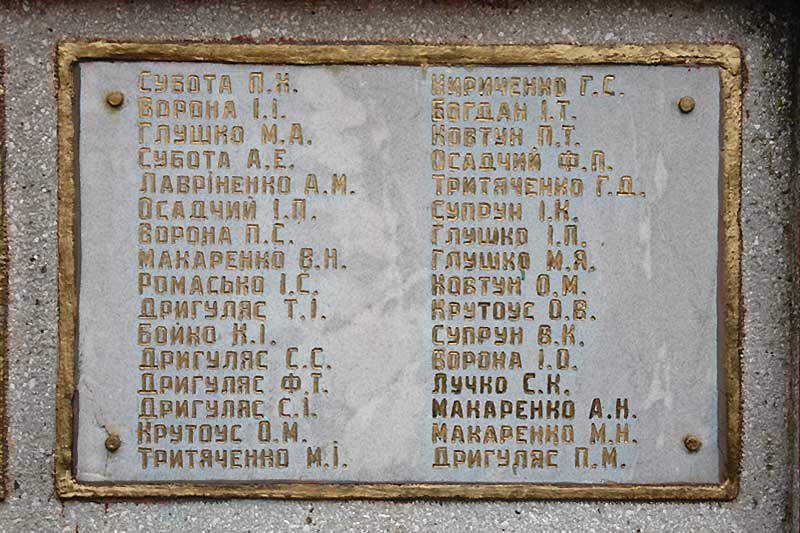 Субота П.К.
Ворона І.І.
Глушко М.А.
Субота А.Е.
Лавріненко А.М.
Осадчий І.П.
Ворона П.С.
Макаренко В.Н.
Ромасько І.С.
Дригуляс Т.І.
Бойко К.І.
Дригуляс С.С.
Дригуляс Ф.Т.
Дригуляс С.І.
Крутоус О.М.
Тритяченко М.І.
Кириченко Г.С.
Богдан І.Т.
Ковтун П.Т.
Осадчий Ф.П.
Тритяченко Г.Д.
Супрун І.К.
Глушко І.П.
Глушко М.Я.
Ковтун О.М.
Крутоус О.В.
Супрун В.К.
Ворона І.О.
Лучко С.К.
Макаренко А.Н.
Макаренко М.Н.
Дригуляс П.М.